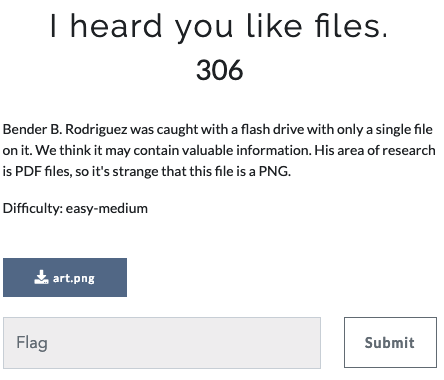 I heard you like files.
306
Bender B. Rodriguez was caught with a flash drive with only a single file
on it. We think it may contain valuable information. His area of research
is PDF files, so it's strange that this file is a PNG.
Difficulty: easy-medium
art.png
Flag
Submit